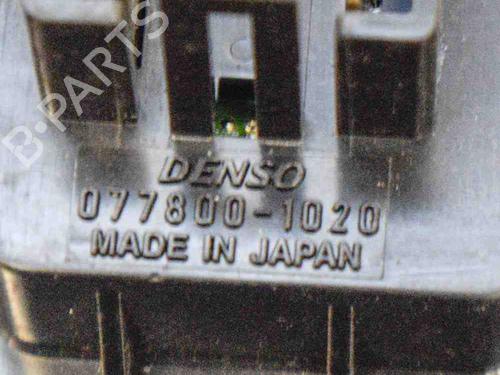 B·PARTS
DENSO
077800-1020
MADE IN JAPAN